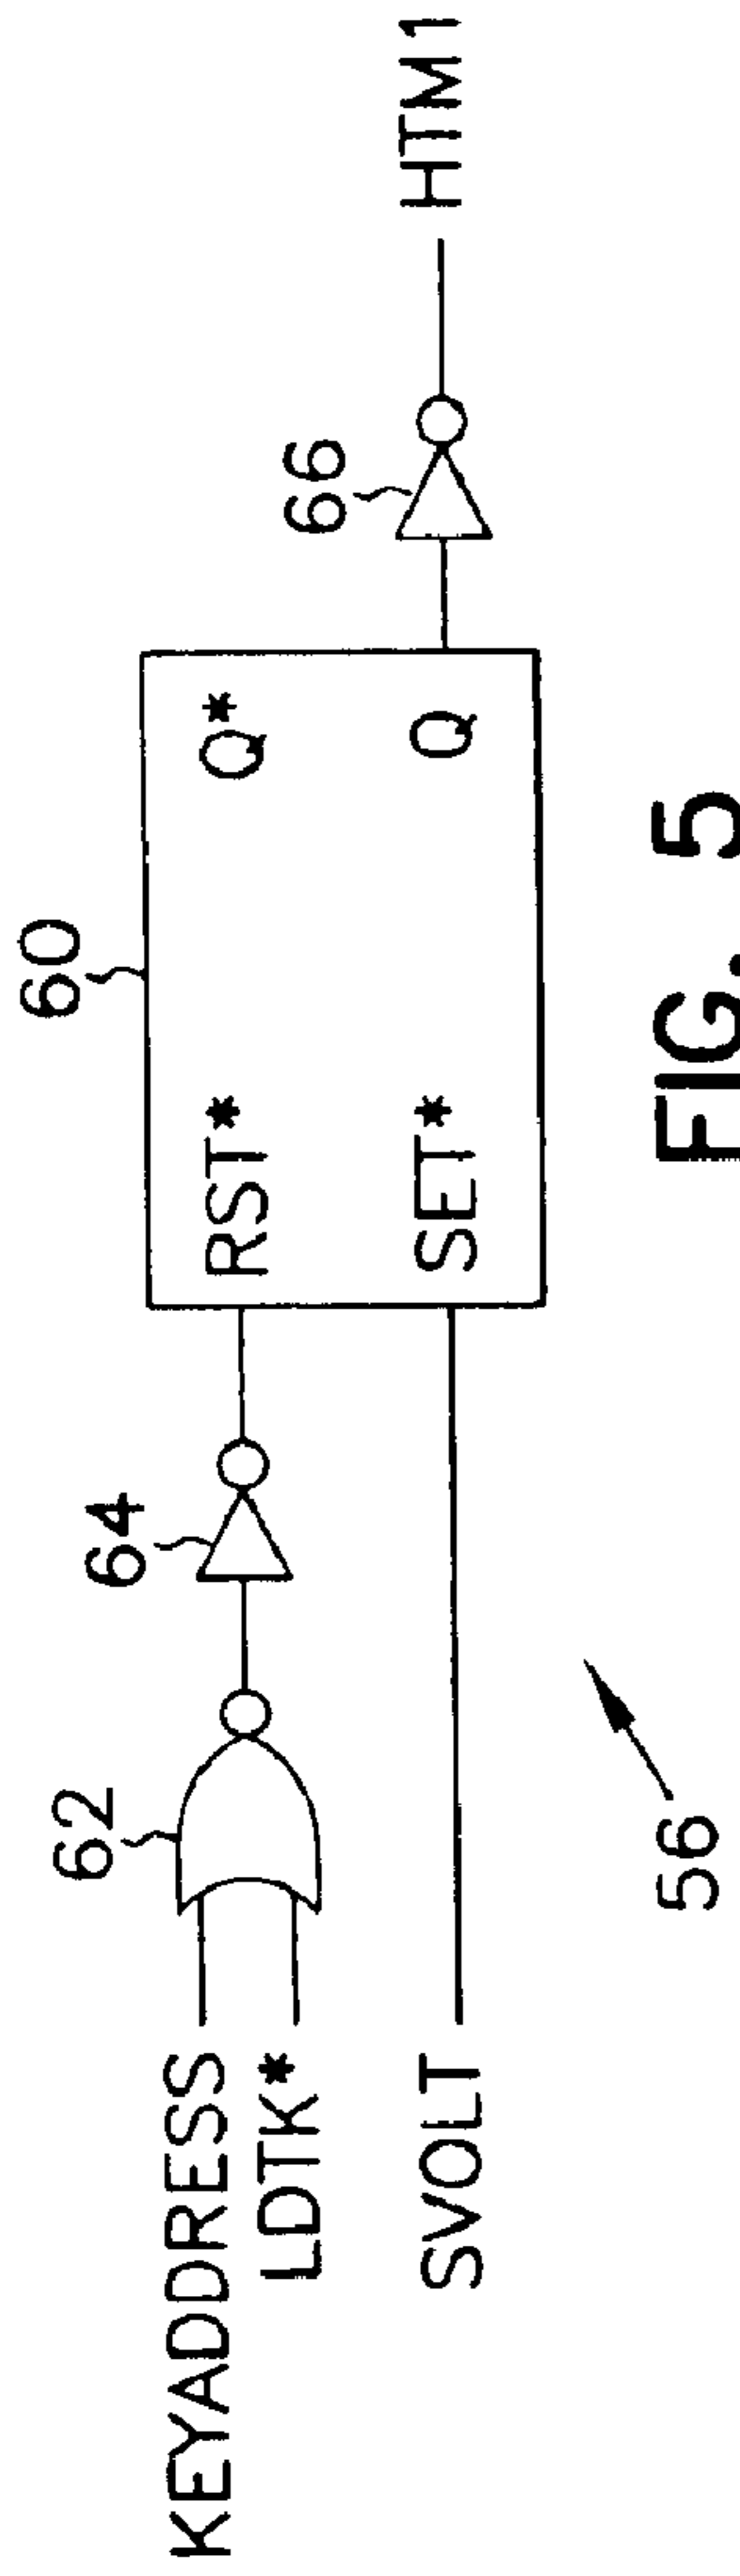 60
62
64
66
KEYADDRESS
LDTK*
RST*
Q*
SVOLT
SET*
Q
HTM1
56
FIG. 5